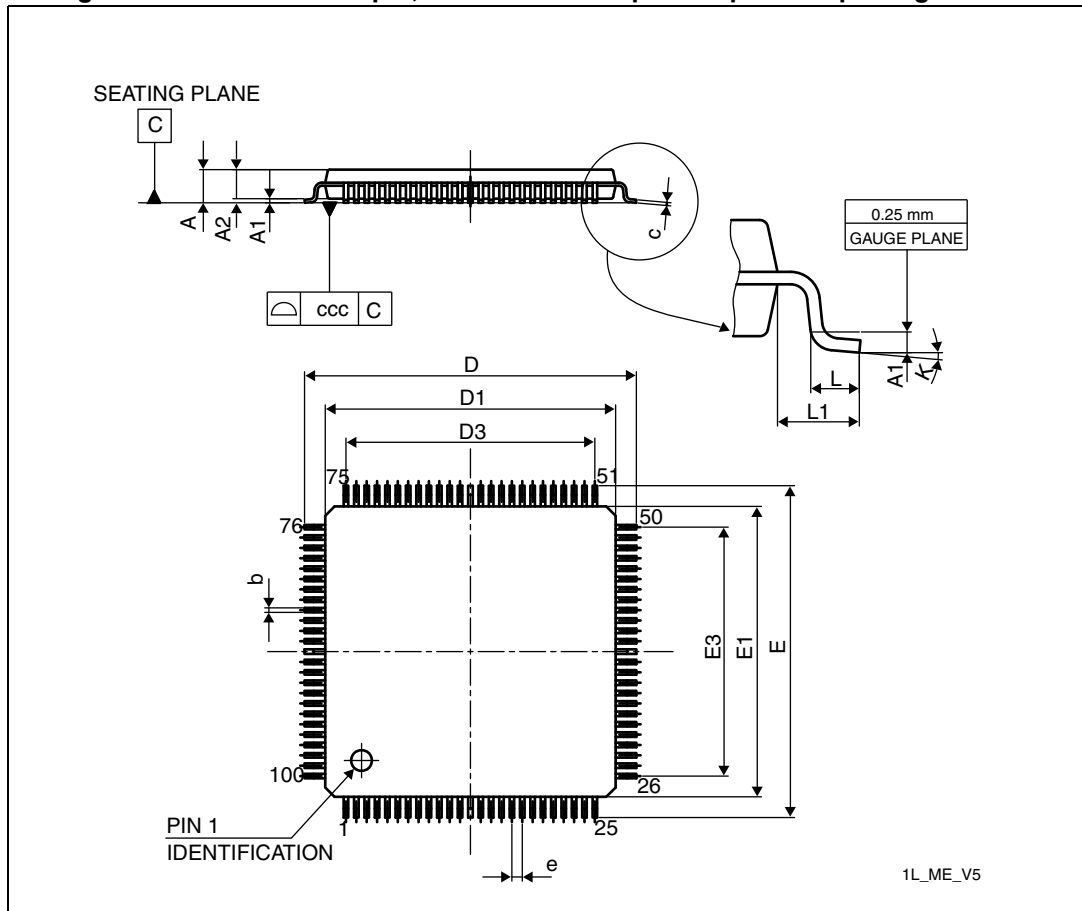 SEATING PLANE
C
A
A2
A1
c
ccc C
0.25 mm
GAUGE PLANE
A1
K
L
L1
D
D1
D3
75
51
76
50
b
E3
E1
E
100
26
PIN 1
IDENTIFICATION
1
25
e
1L_ME_V5